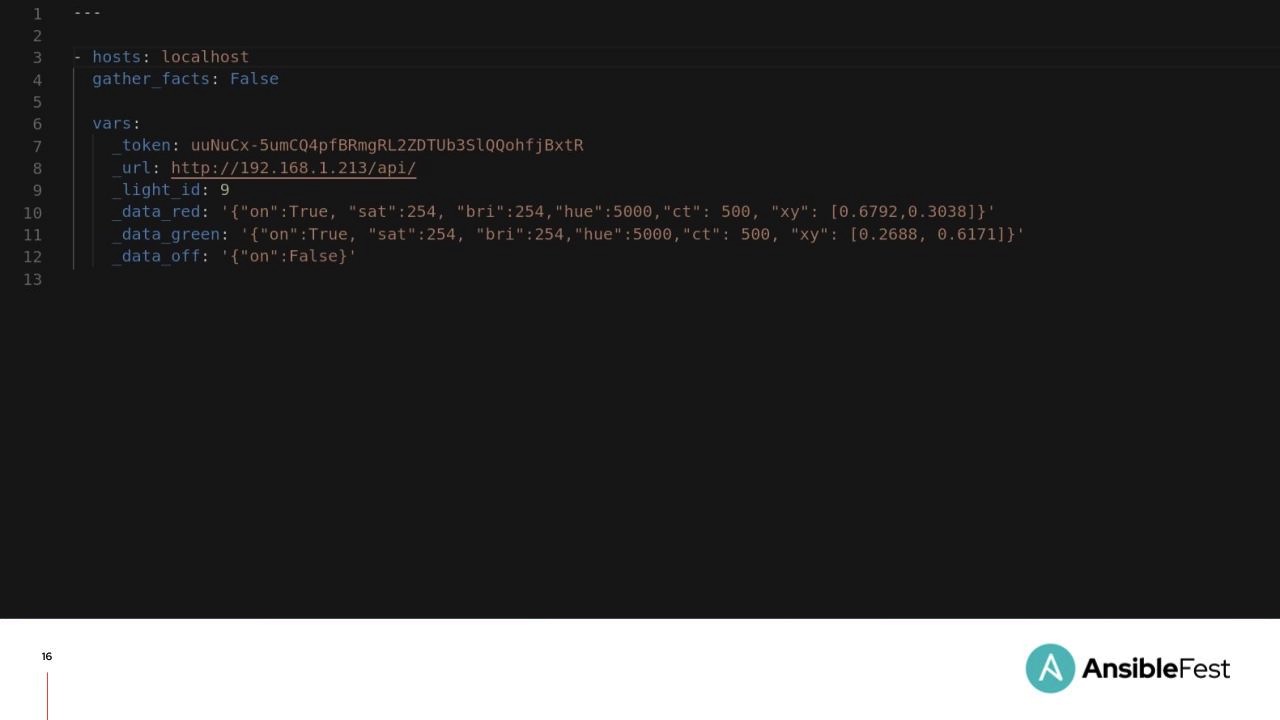 1 ---
2
3 - hosts: localhost
4 gather_facts: False
5
6 vars:
7 _token: uuNuCx-5umCQ4pfBRmgRL2ZDTUb3SlQQohfjBxtR
8 _url: http://192.168.1.213/api/
9 _light_id: 9
10 _data_red: '{"on":True, "sat":254, "bri":254,"hue":5000,"ct": 500, "xy": [0.6792,0.3038]}'
11 _data_green: '{"on":True, "sat":254, "bri":254,"hue":5000,"ct": 500, "xy": [0.2688, 0.6171]}'
12 _data_off: '{"on":False}'
13
16
AnsibleFest